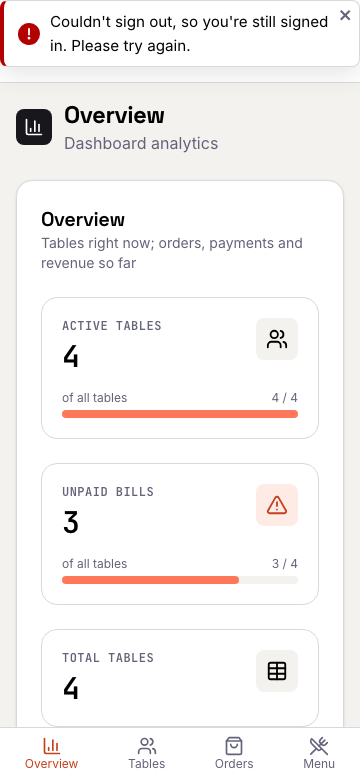 Couldn't sign out, so you're still signed
in. Please try again.
Overview
Dashboard analytics
Overview
Tables right now; orders, payments and
revenue so far
ACTIVE TABLES
4
of all tables 4 / 4
UNPAID BILLS
3
of all tables 3 / 4
TOTAL TABLES
4
Overview Tables Orders Menu